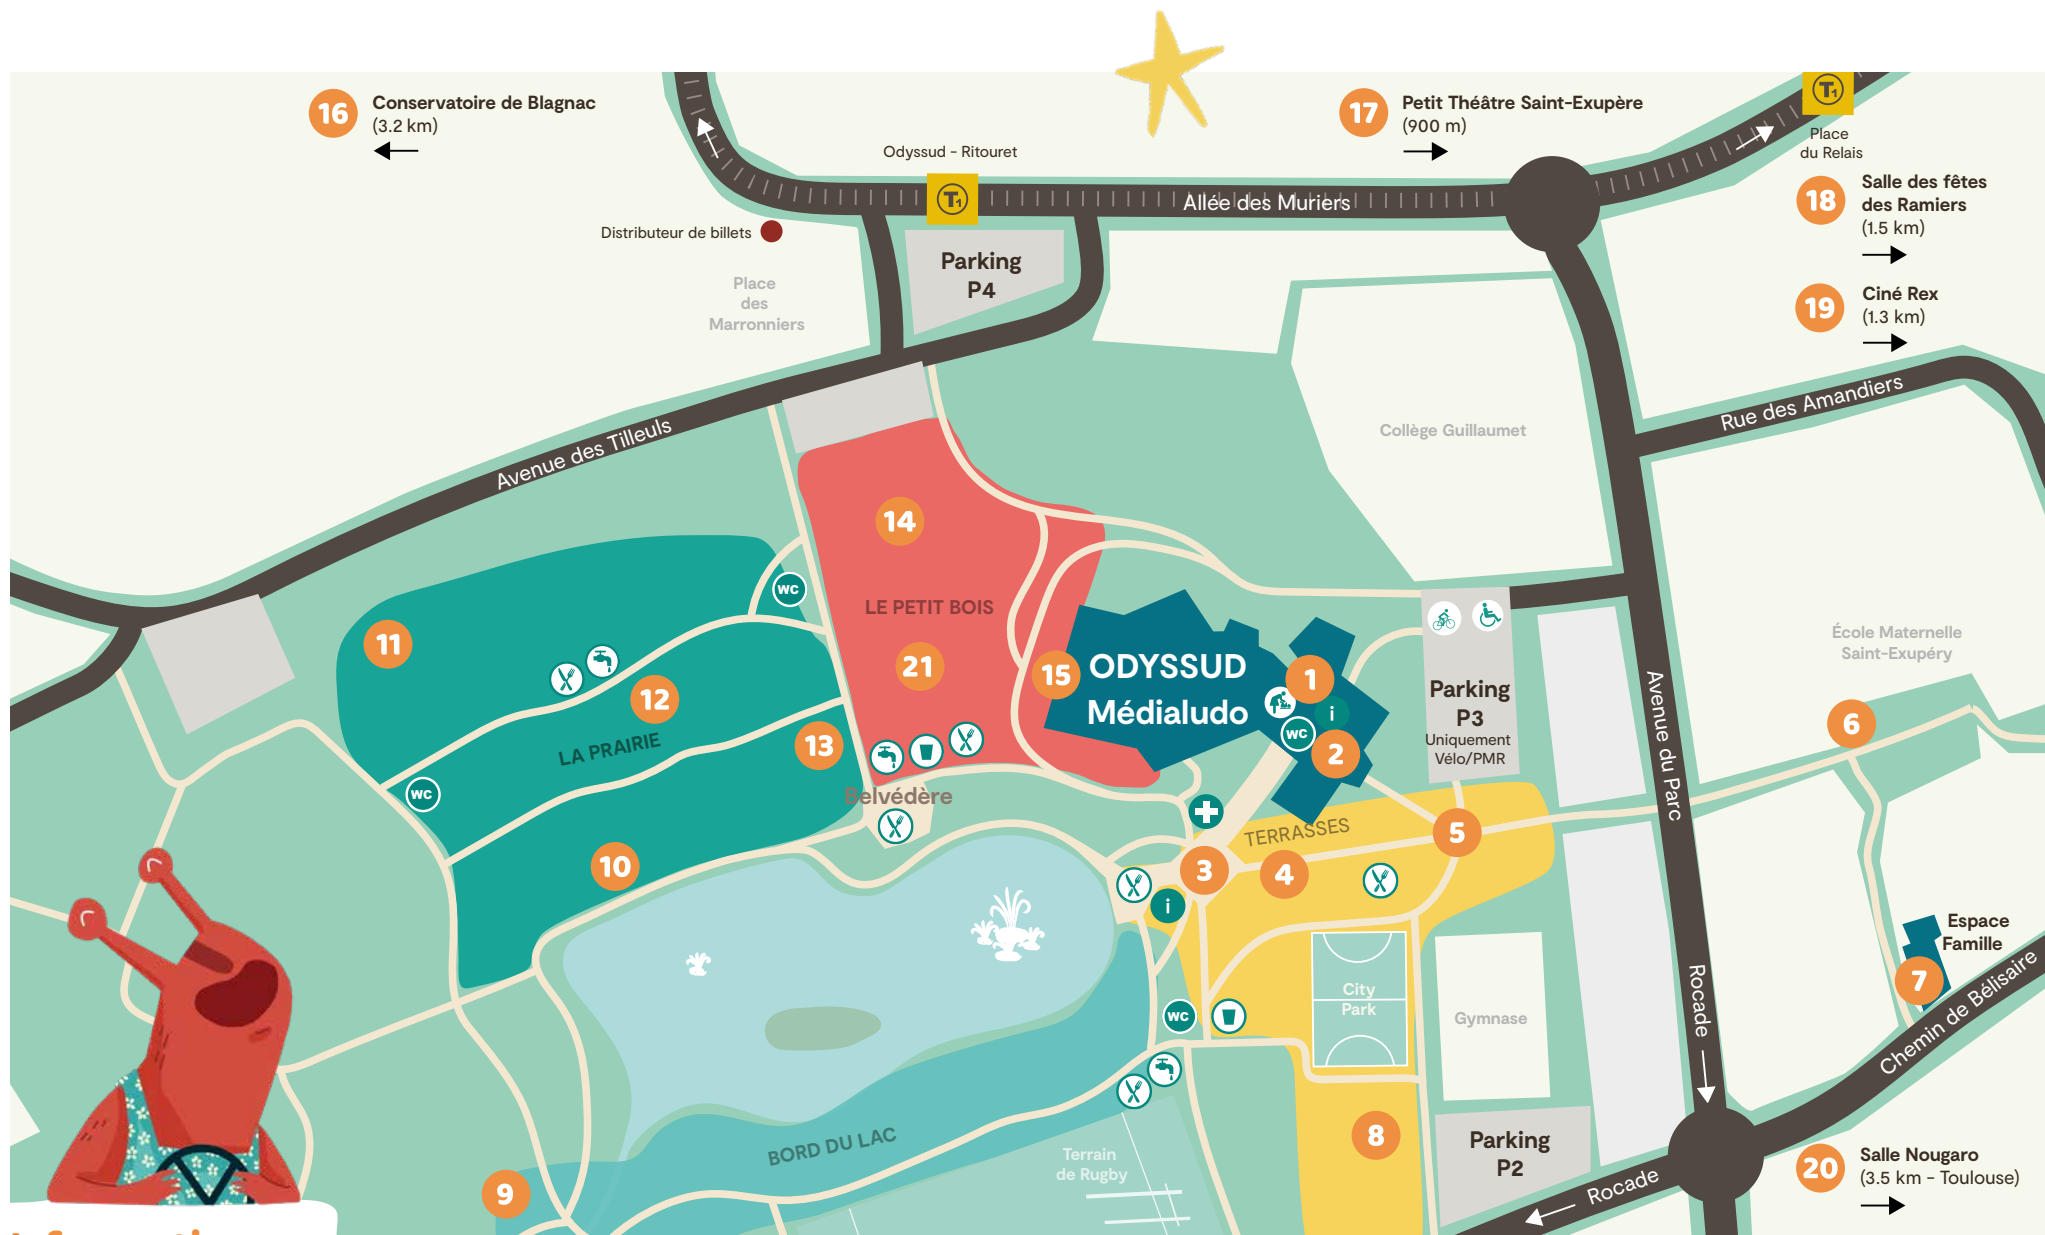 16
Conservatoire de Blagnac
(3.2 km)
17
Petit Théâtre Saint-Exupère
(900 m)
T1
Place
du Relais
Odyssud - Ritouret
T1
Allée des Muriers
18
Salle des fêtes
des Ramiers
(1.5 km)
Distributeur de billets
Parking
P4
Place
des
Marronniers
19
Ciné Rex
(1.3 km)
Rue des Amandiers
Avenue des Tilleuls
Collège Guillaumet
14
LE PETIT BOIS
21
WC
11
12
LA PRAIRIE
13
WC
10
15
ODYSSUD
Médialudo
1
i
WC
2
Parking
P3
Uniquement
Vélo/PMR
École Maternelle
Saint-Exupéry
Avenue du Parc
6
Belvédère
TERRASSES
5
3
4
i
City
Park
Gymnase
WC
Espace
Famille
7
Rocade
Chemin de Bélisaire
BORD DU LAC
Terrain
de Rugby
8
Parking
P2
9
Rocade
20
Salle Nougaro
(3.5 km - Toulouse)